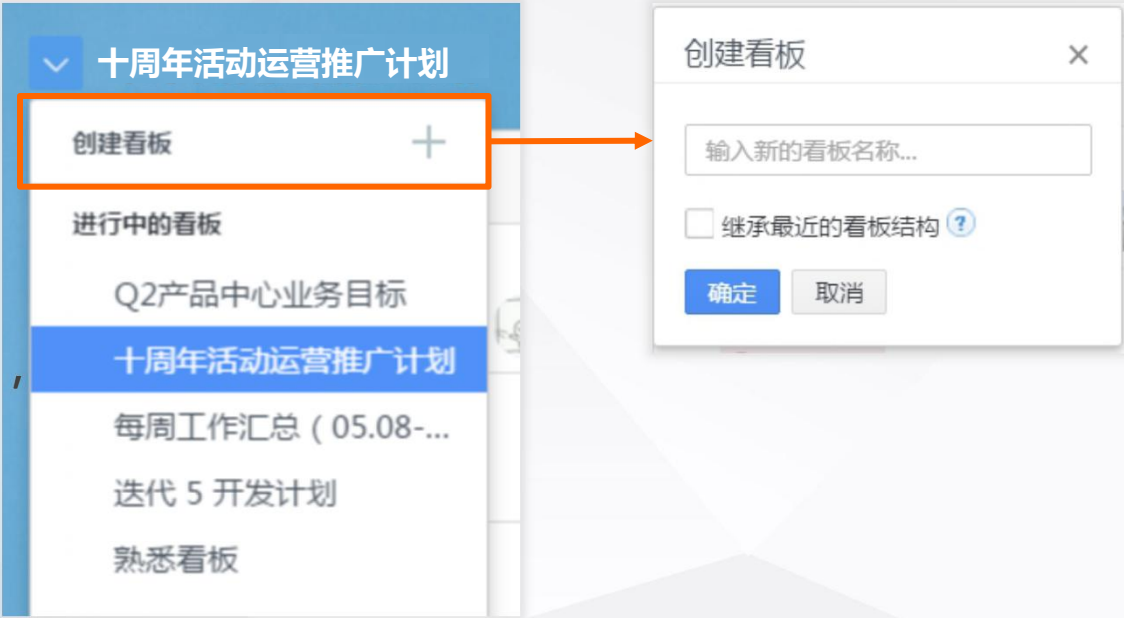 十周年活动运营推广计划
创建看板
进行中的看板
Q2产品中心业务目标
十周年活动运营推广计划
,
每周工作汇总（05.08-...
迭代 5 开发计划
熟悉看板
创建看板
输入新的看板名称...
继承最近的看板结构 ?
确定 取消